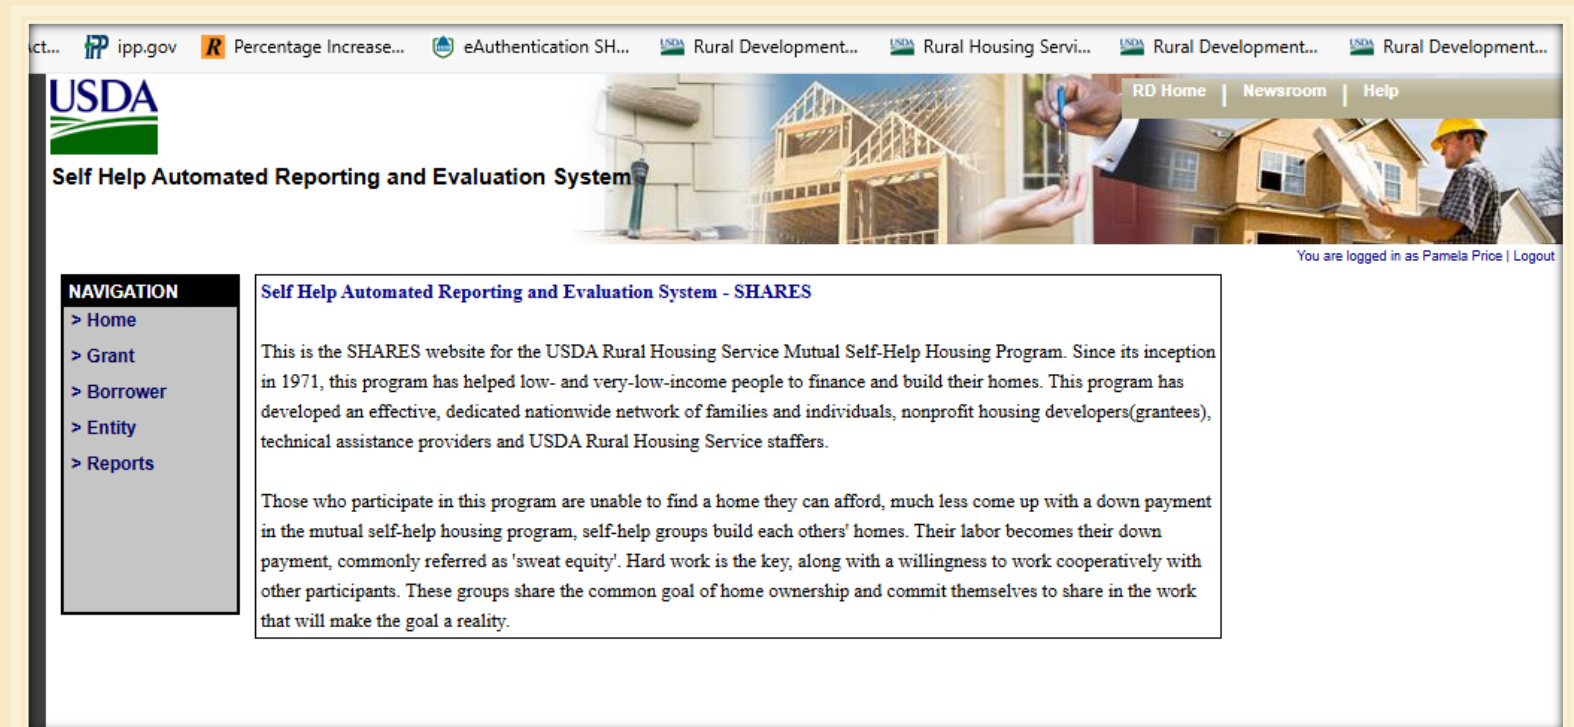 ct... ipp.gov Percentage Increase... eAuthentication SH... Rural Development... Rural Housing Servi... Rural Development... Rural Development...
USDA
RD Home | Newsroom | Help
Self Help Automated Reporting and Evaluation System
You are logged in as Pamela Price | Logout
NAVIGATION
> Home
> Grant
> Borrower
> Entity
> Reports
Self Help Automated Reporting and Evaluation System - SHARES
This is the SHARES website for the USDA Rural Housing Service Mutual Self-Help Housing Program. Since its inception
in 1971, this program has helped low- and very-low-income people to finance and build their homes. This program has
developed an effective, dedicated nationwide network of families and individuals, nonprofit housing developers(grantees),
technical assistance providers and USDA Rural Housing Service staffers.
Those who participate in this program are unable to find a home they can afford, much less come up with a down payment
in the mutual self-help housing program, self-help groups build each others' homes. Their labor becomes their down
payment, commonly referred as 'sweat equity'. Hard work is the key, along with a willingness to work cooperatively with
other participants. These groups share the common goal of home ownership and commit themselves to share in the work
that will make the goal a reality.